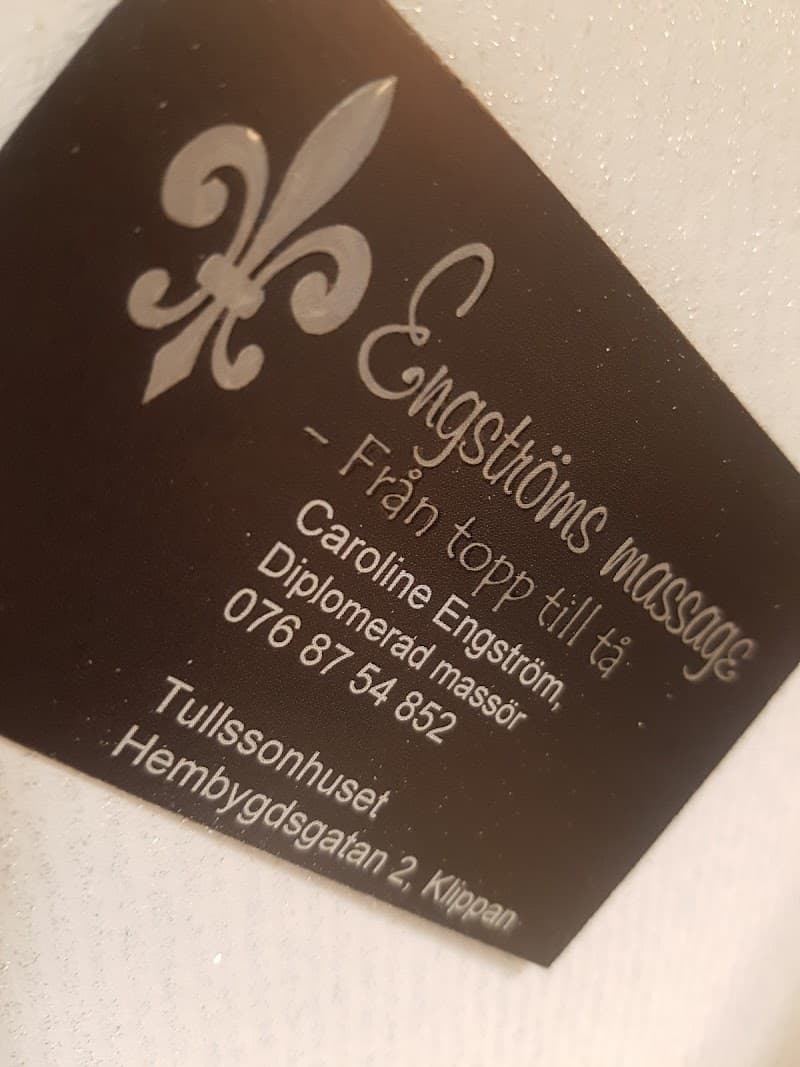 Engströms massage
- Från topp till tå
Caroline Engström,
Diplomerad massör
076 87 54 852
Tullssonhuset
Hembygdsgatan 2, Klippan